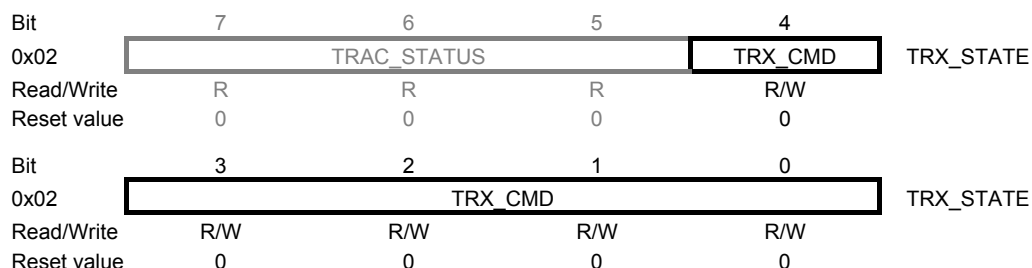 Bit 7 6 5 4
0x02 TRAC_STATUS TRX_CMD TRX_STATE
Read/Write R R R R/W
Reset value 0 0 0 0
Bit 3 2 1 0
0x02 TRX_CMD TRX_STATE
Read/Write R/W R/W R/W R/W
Reset value 0 0 0 0